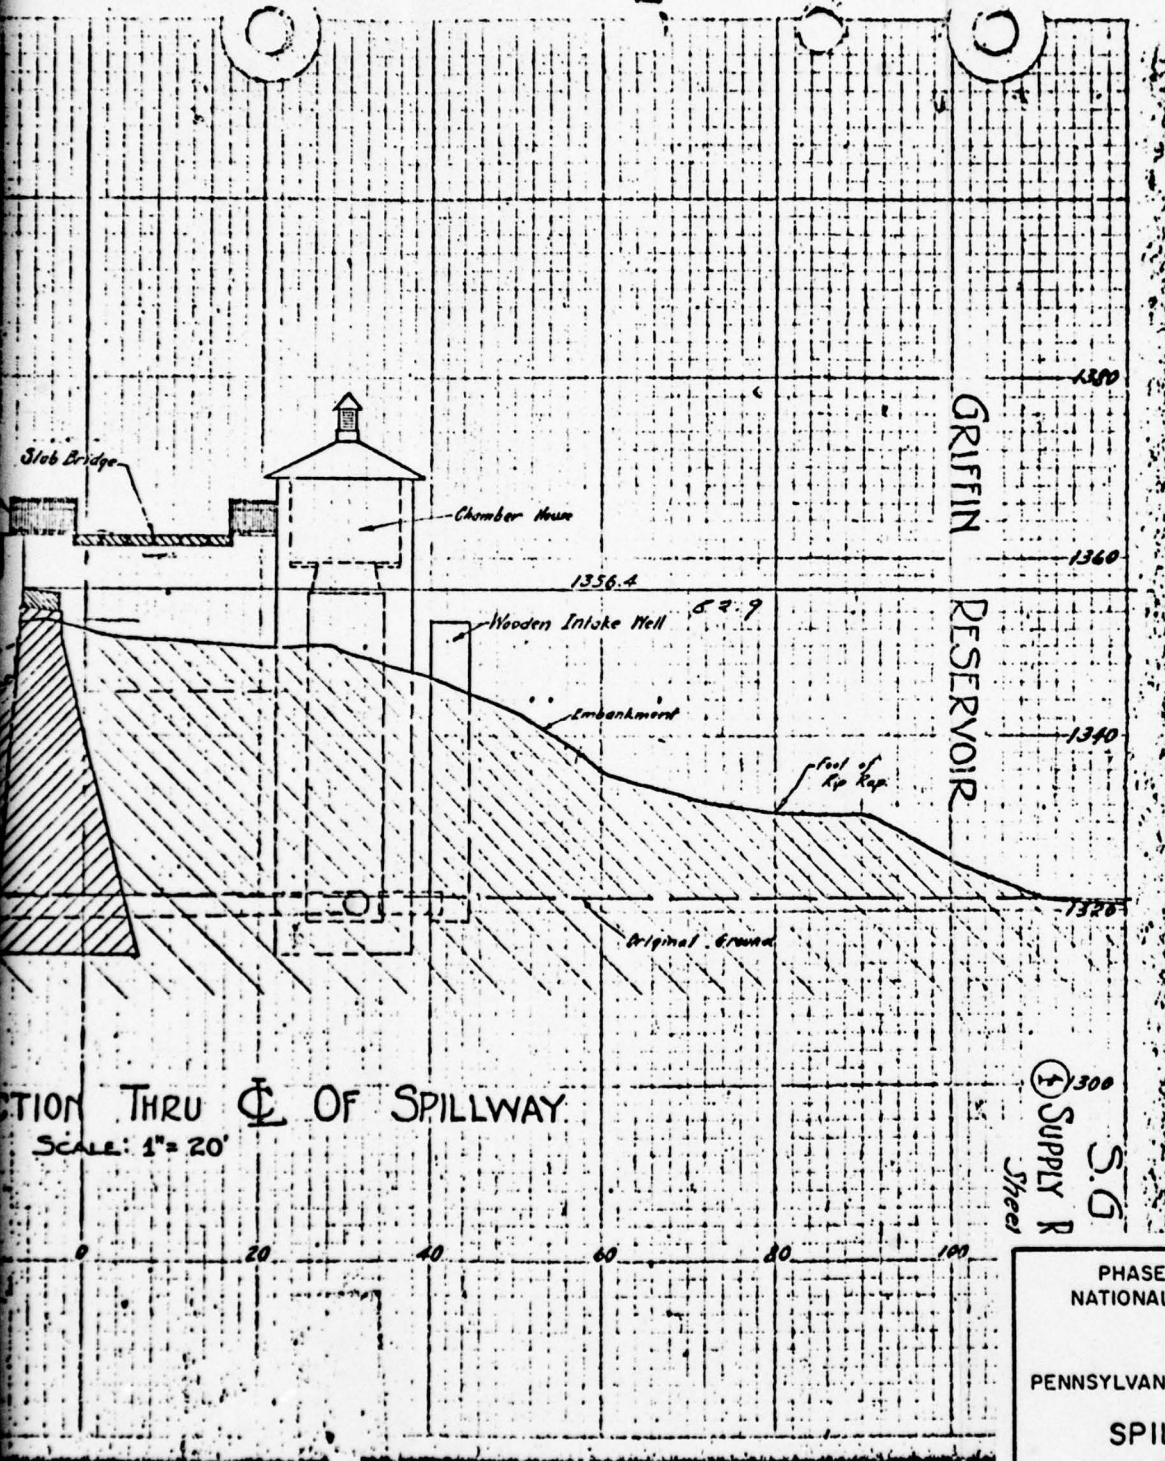 1380
GRIFFIN RESERVOIR
Slab Bridge
Chamber House
1360
1356.4
Wooden Intake Well
Embankment
1340
Foot of
Rip Rap
1320
Original Ground
1300
CTION THRU ℄ OF SPILLWAY
SCALE: 1"= 20'
S.G
SUPPLY R
Sheet
0 20 40 60 80 100
PHASE
NATIONAL
PENNSYLVAN
SPIL